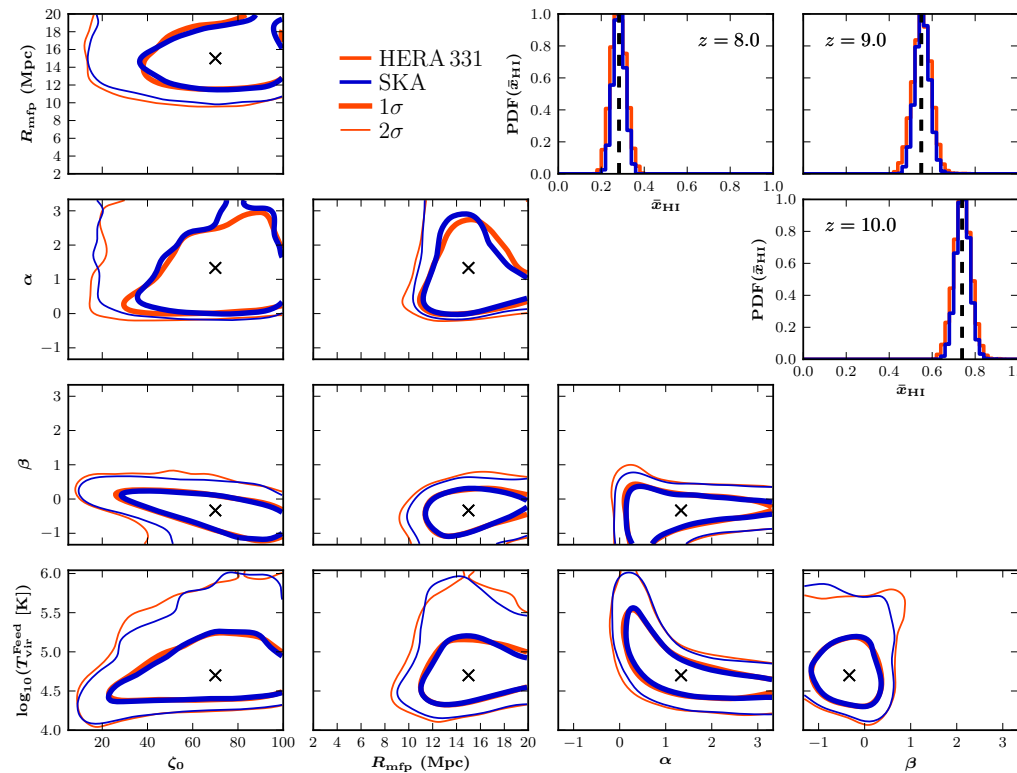 20
18
16
14
12
10
8
6
4
2
R_mfp (Mpc)
HERA 331
SKA
1σ
2σ
1.0
0.8
0.6
0.4
0.2
0.0
PDF(x̄_HI)
z = 8.0
0.0 0.2 0.4 0.6 0.8 1.0
x̄_HI
z = 9.0
3
2
1
0
−1
α
1.0
0.8
0.6
0.4
0.2
0.0
PDF(x̄_HI)
z = 10.0
0.0 0.2 0.4 0.6 0.8 1.0
x̄_HI
3
2
1
0
−1
β
6.0
5.5
5.0
4.5
4.0
log₁₀(T_vir^Feed [K])
20 40 60 80 100
ζ₀
2 4 6 8 10 12 14 16 18 20
R_mfp (Mpc)
−1 0 1 2 3
α
−1 0 1 2 3
β